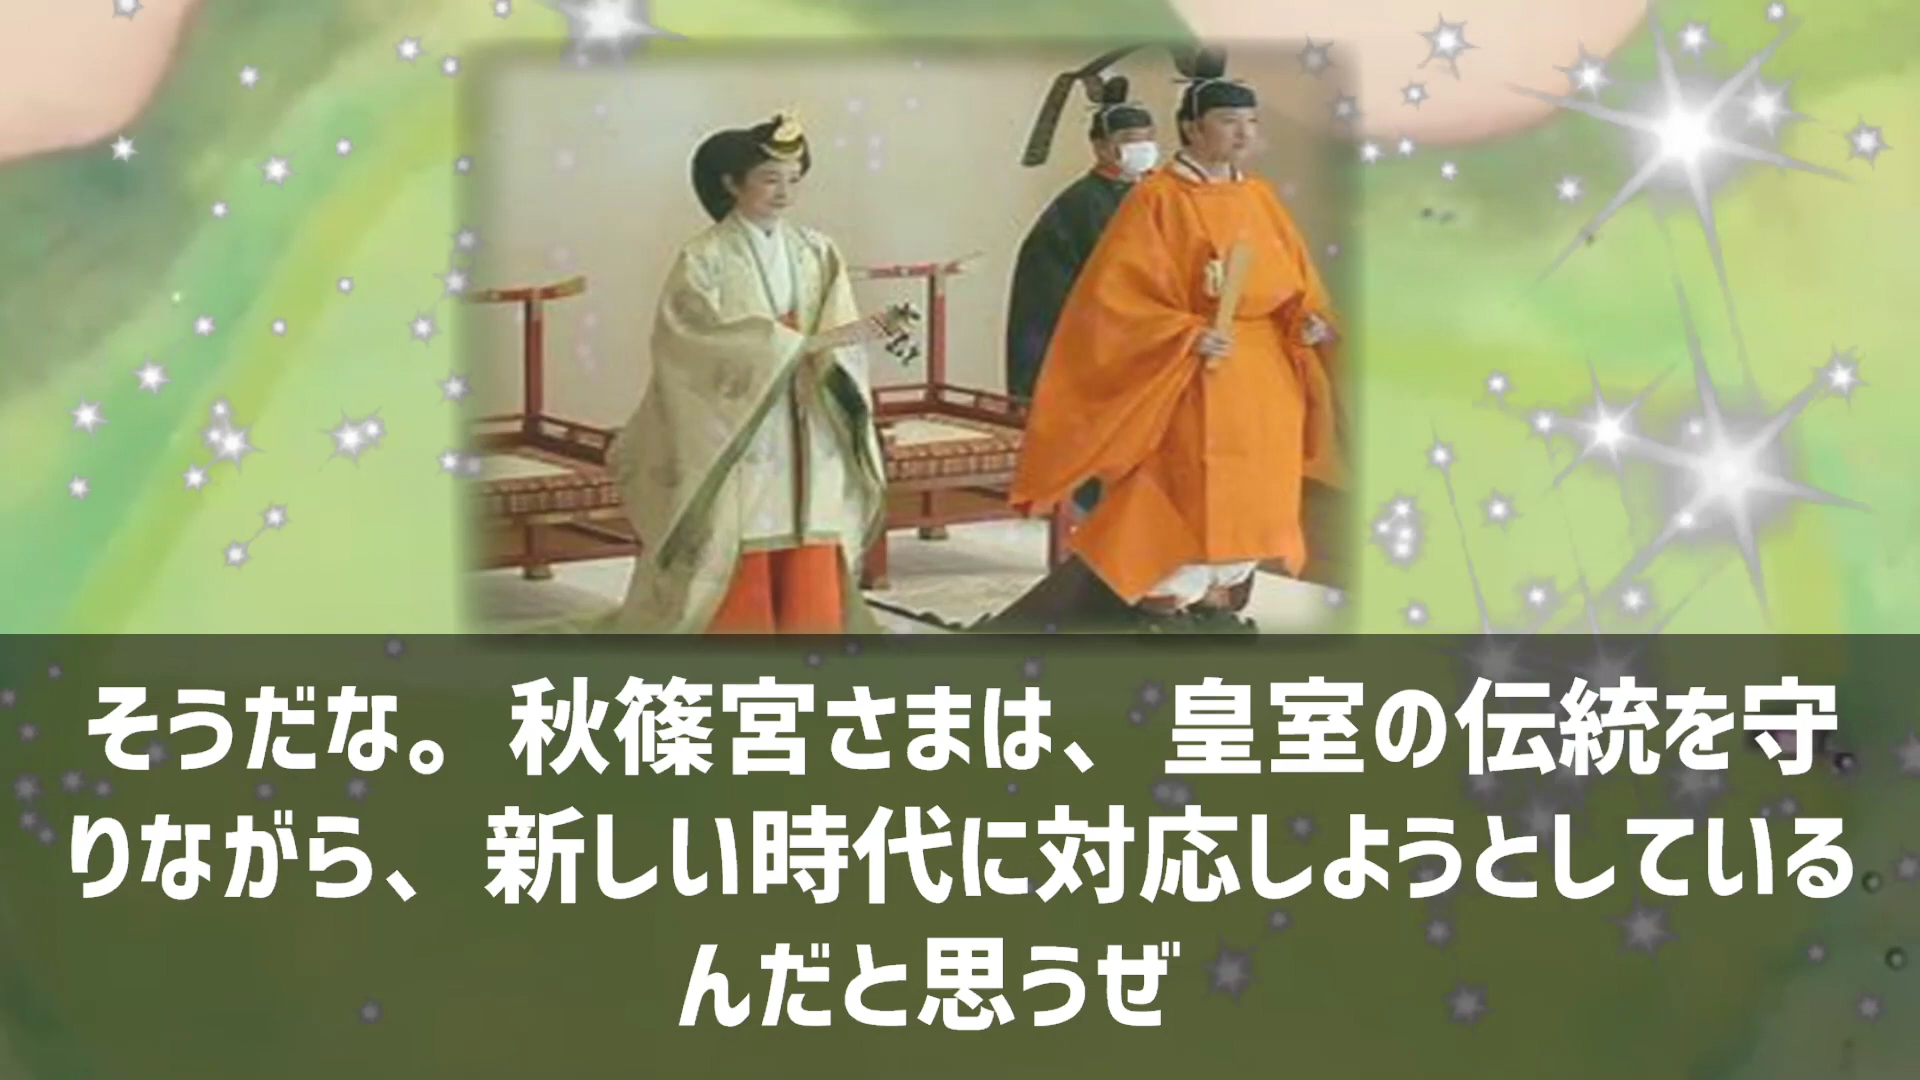 そうだな。秋篠宮さまは、皇室の伝統を守
りながら、新しい時代に対応しようとしている
んだと思うぜ